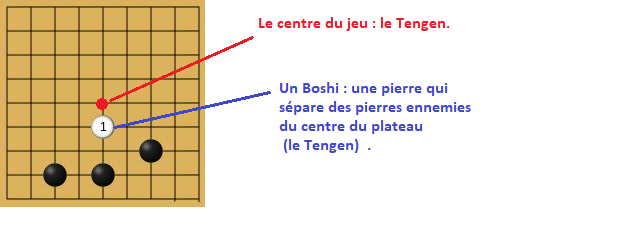 Le centre du jeu : le Tengen.
Un Boshi : une pierre qui
sépare des pierres ennemies
du centre du plateau
(le Tengen) .
1